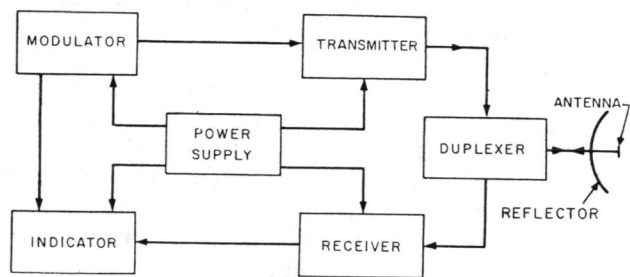 MODULATOR
TRANSMITTER
ANTENNA
POWER
SUPPLY
DUPLEXER
REFLECTOR
INDICATOR
RECEIVER